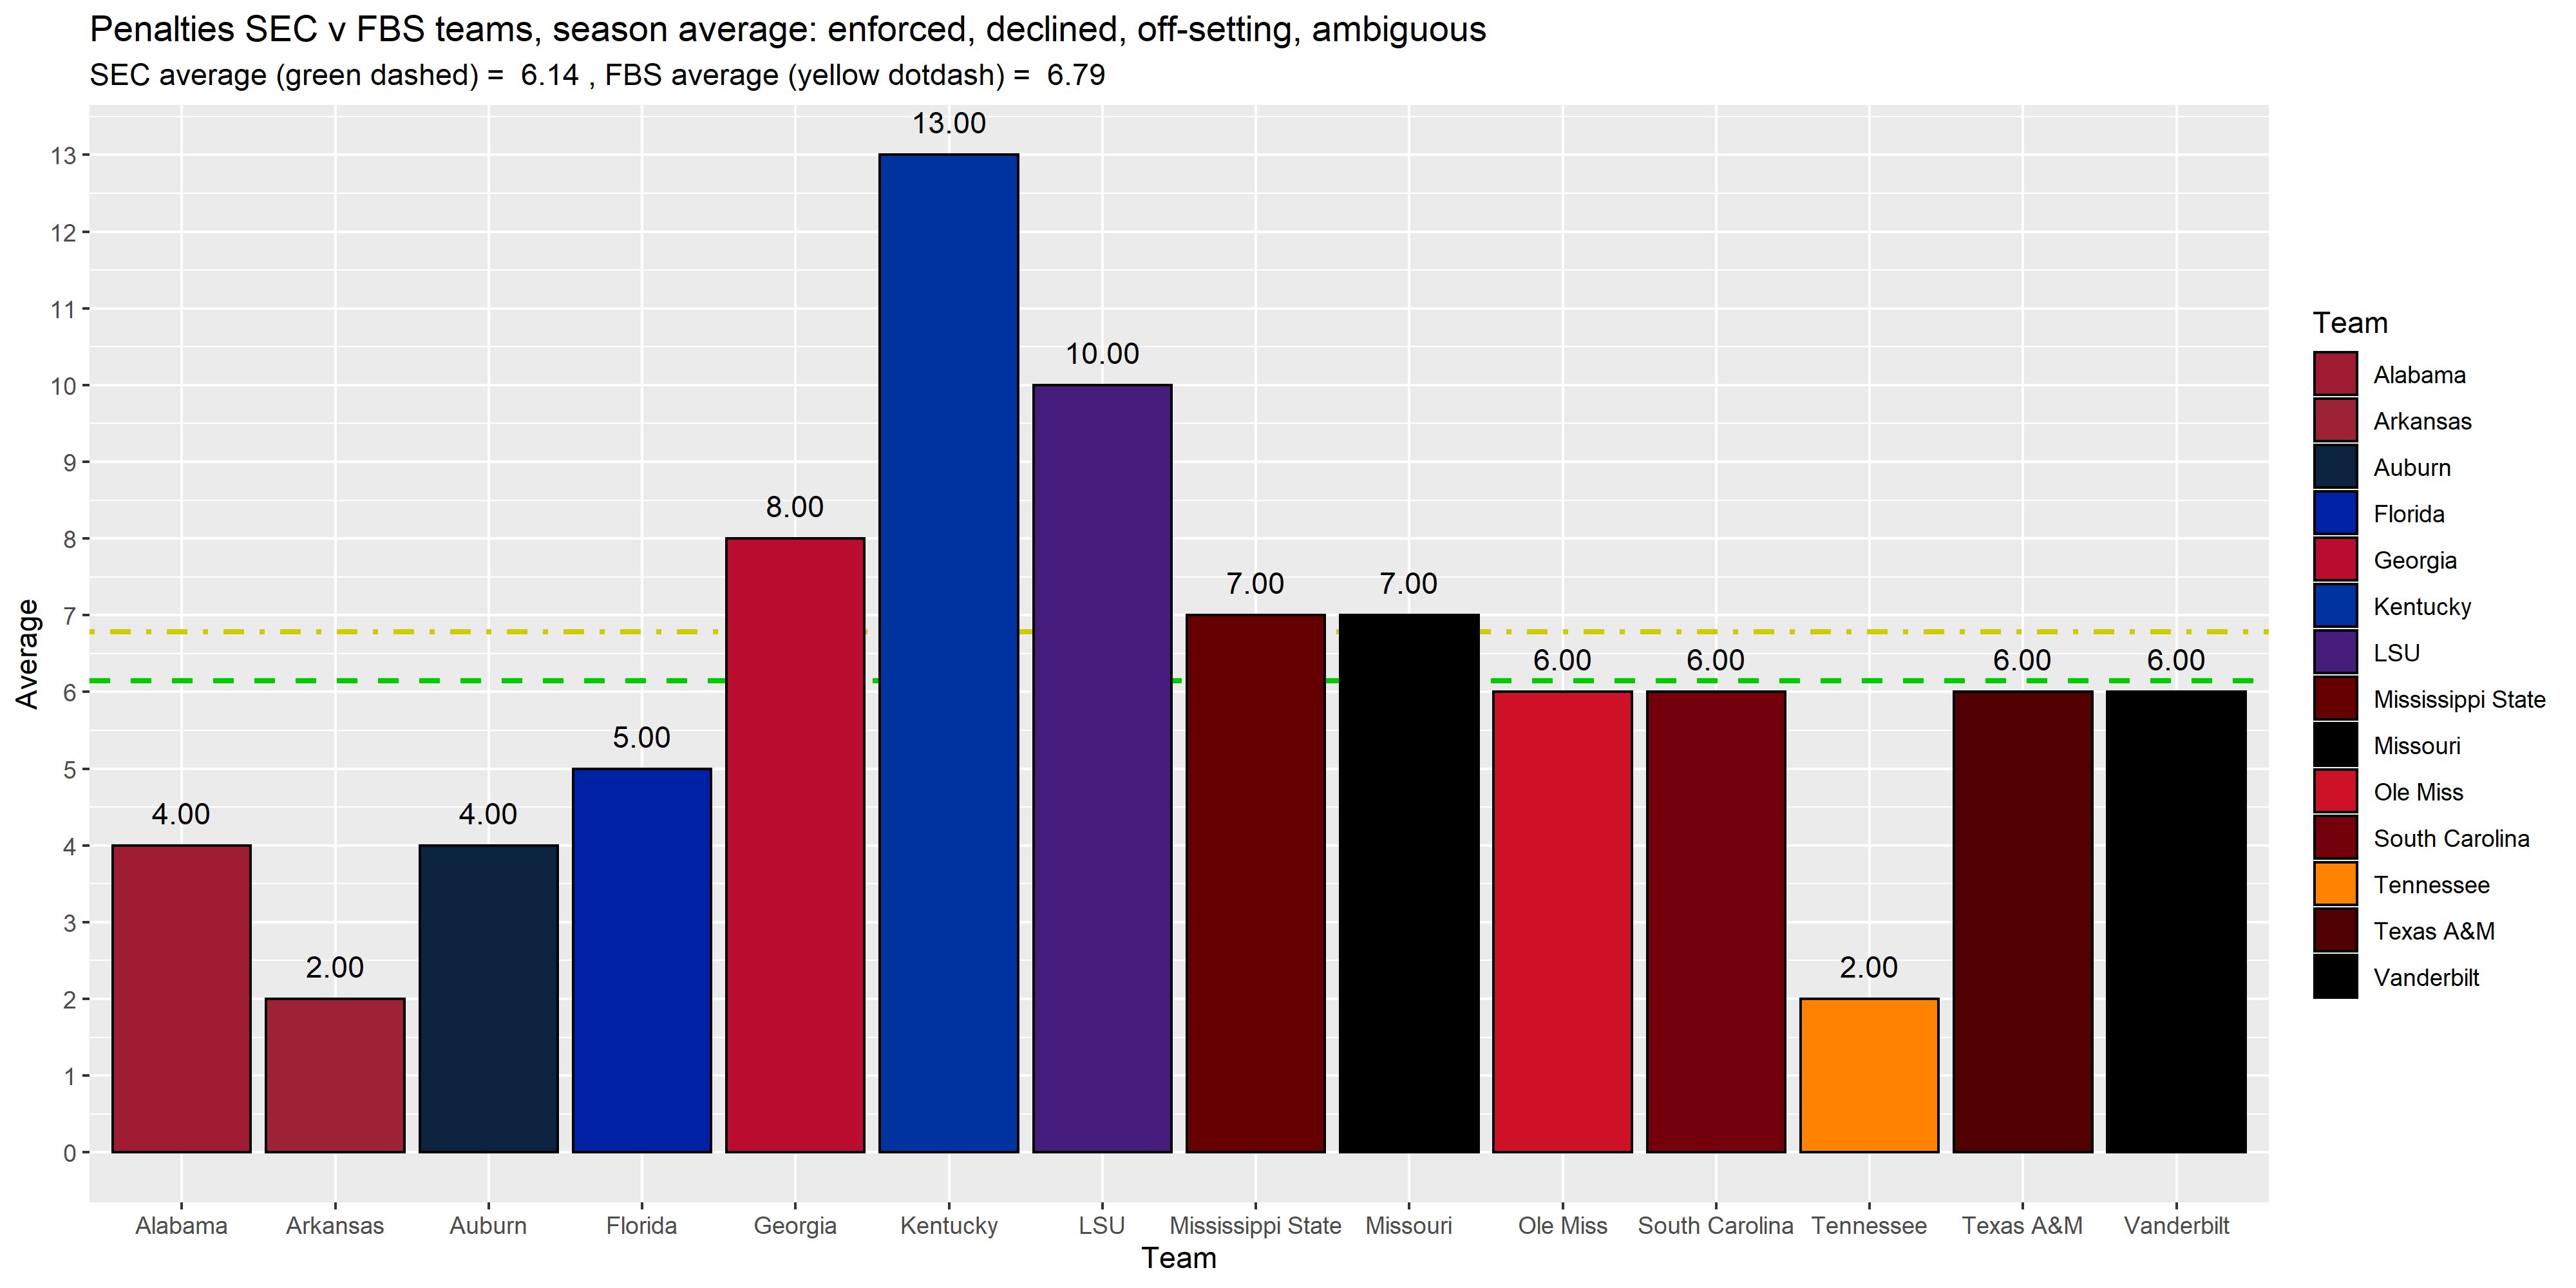 Penalties SEC v FBS teams, season average: enforced, declined, off-setting, ambiguous
SEC average (green dashed) =  6.14 , FBS average (yellow dotdash) =  6.79
13.00
13
12
11
10.00
10
9
8.00
8
7.00 7.00
7
6.00 6.00 6.00 6.00
6
5.00
5
4.00 4.00
4
3
2.00 2.00
2
1
0
Average
Alabama Arkansas Auburn Florida Georgia Kentucky LSU Mississippi State Missouri Ole Miss South Carolina Tennessee Texas A&M Vanderbilt
Team
Team
Alabama
Arkansas
Auburn
Florida
Georgia
Kentucky
LSU
Mississippi State
Missouri
Ole Miss
South Carolina
Tennessee
Texas A&M
Vanderbilt